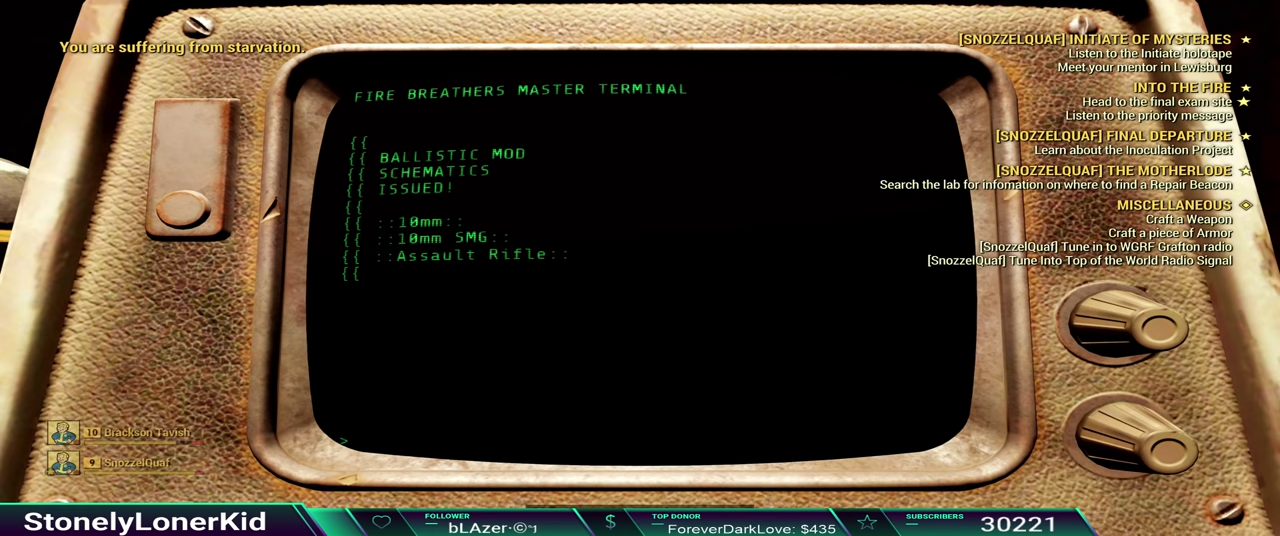 You are suffering from starvation.
FIRE BREATHERS MASTER TERMINAL
{{
{{ BALLISTIC MOD
{{ SCHEMATICS
{{ ISSUED!
{{
{{ ::10mm::
{{ ::10mm SMG::
{{ ::Assault Rifle::
{{
>
[SNOZZELQUAF] INITIATE OF MYSTERIES
Listen to the Initiate holotape
Meet your mentor in Lewisburg
INTO THE FIRE
Head to the final exam site
Listen to the priority message
[SNOZZELQUAF] FINAL DEPARTURE
Learn about the Inoculation Project
[SNOZZELQUAF] THE MOTHERLODE
Search the lab for infomation on where to find a Repair Beacon
MISCELLANEOUS
Craft a Weapon
Craft a piece of Armor
[SnozzelQuaf] Tune in to WGRF Grafton radio
[SnozzelQuaf] Tune Into Top of the World Radio Signal
10 Brackson Tavish
9 SnozzelQuaf
StonelyLonerKid
FOLLOWER
bLAzer·©
$
TOP DONOR
ForeverDarkLove: $435
SUBSCRIBERS
30221